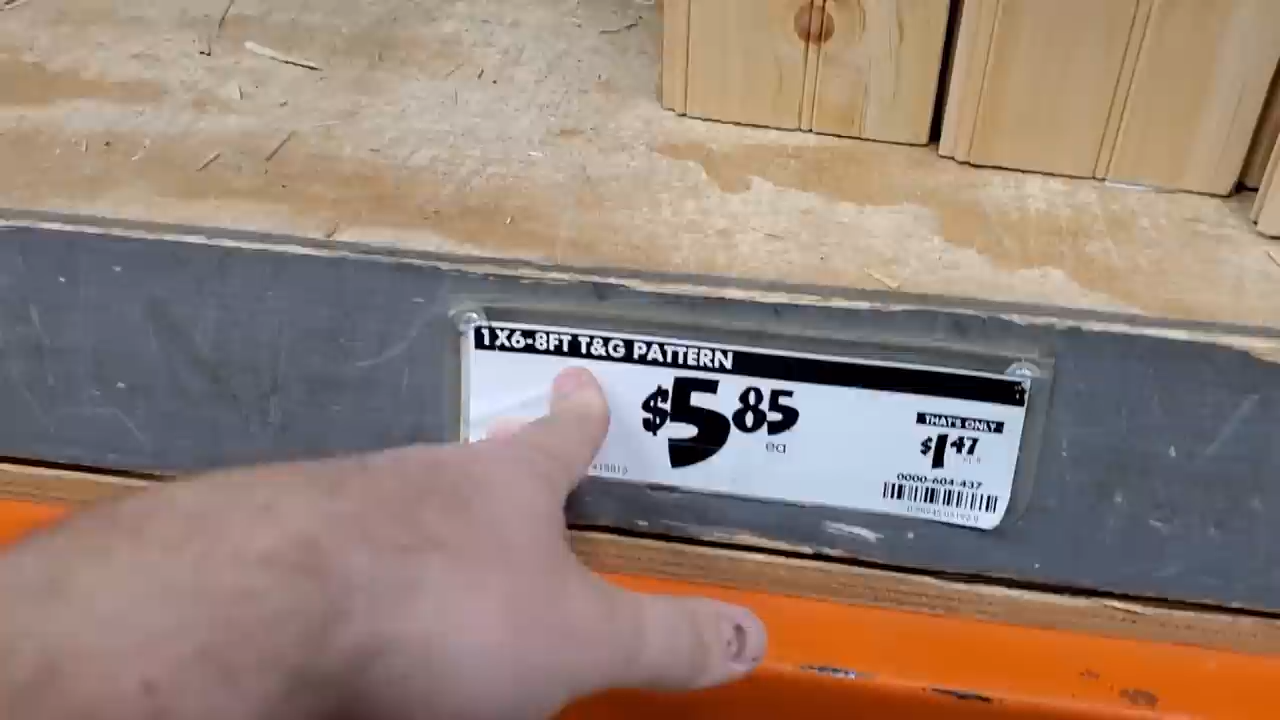 1X6-8FT T&G PATTERN
$5.85
ea
THAT'S ONLY
$1.47
0000-604-437